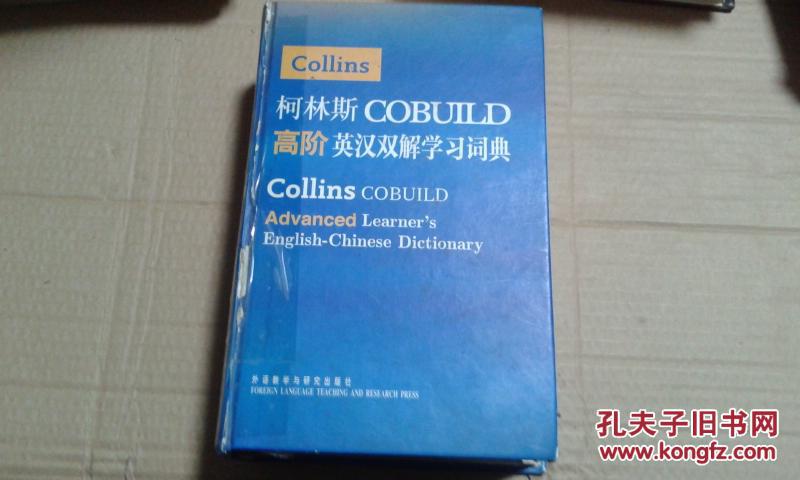 Collins
柯林斯 COBUILD
高阶 英汉双解学习词典
Collins COBUILD
Advanced Learner's
English-Chinese Dictionary
外语教学与研究出版社
FOREIGN LANGUAGE TEACHING AND RESEARCH PRESS
孔夫子旧书网
www.kongfz.com